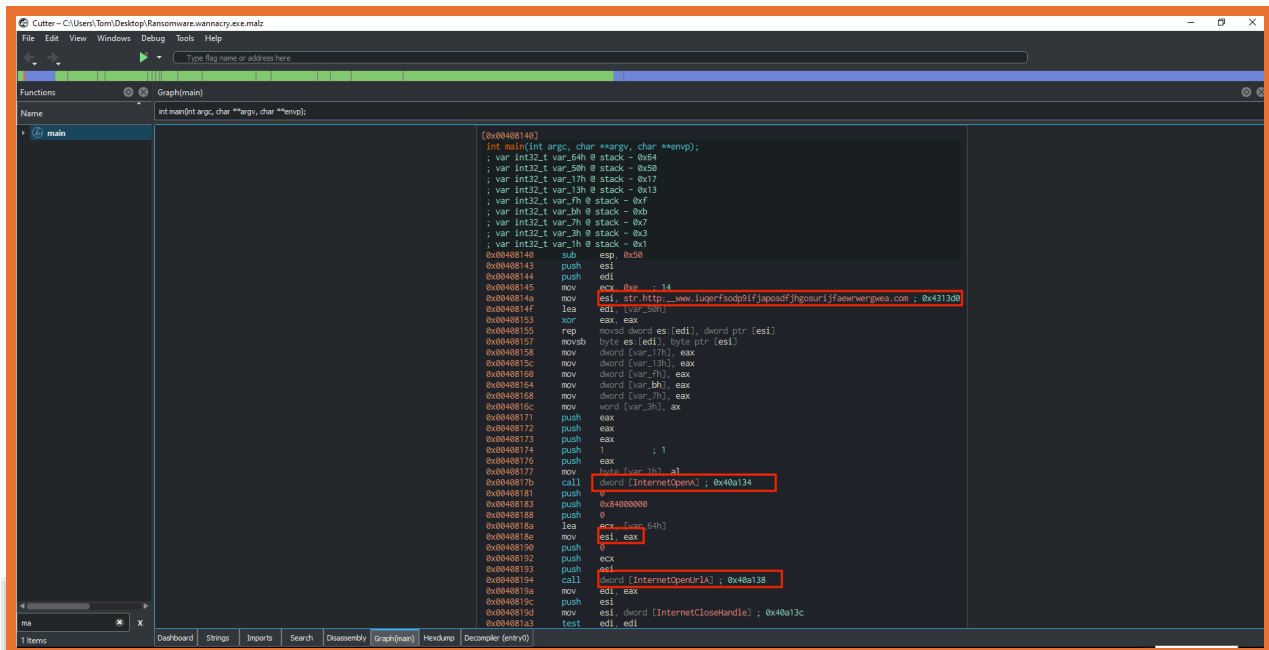 Cutter – C:\Users\Tom\Desktop\Ransomware.wannacry.exe.malz
File Edit View Windows Debug Tools Help
Type flag name or address here
Functions
Graph(main)
Name
int main(int argc, char **argv, char **envp);
main
[0x00408140]
int main(int argc, char **argv, char **envp);
; var int32_t var_64h @ stack - 0x64
; var int32_t var_50h @ stack - 0x50
; var int32_t var_17h @ stack - 0x17
; var int32_t var_13h @ stack - 0x13
; var int32_t var_fh @ stack - 0xf
; var int32_t var_bh @ stack - 0xb
; var int32_t var_7h @ stack - 0x7
; var int32_t var_3h @ stack - 0x3
; var int32_t var_1h @ stack - 0x1
0x00408140 sub esp, 0x50
0x00408143 push esi
0x00408144 push edi
0x00408145 mov ecx, 0xe ; 14
0x0040814a mov esi, str.http:__www.iuqerfsodp9ifjaposdfjhgosurijfaewrwergwea.com ; 0x4313d0
0x0040814f lea edi, [var_50h]
0x00408153 xor eax, eax
0x00408155 rep movsd dword es:[edi], dword ptr [esi]
0x00408157 movsb byte es:[edi], byte ptr [esi]
0x00408158 mov dword [var_17h], eax
0x0040815c mov dword [var_13h], eax
0x00408160 mov dword [var_fh], eax
0x00408164 mov dword [var_bh], eax
0x00408168 mov dword [var_7h], eax
0x0040816c mov word [var_3h], ax
0x00408171 push eax
0x00408172 push eax
0x00408173 push eax
0x00408174 push 1 ; 1
0x00408176 push eax
0x00408177 mov byte [var_1h], al
0x0040817b call dword [InternetOpenA] ; 0x40a134
0x00408181 push 0
0x00408183 push 0x84000000
0x00408188 push 0
0x0040818a lea ecx, [var_64h]
0x0040818e mov esi, eax
0x00408190 push 0
0x00408192 push ecx
0x00408193 push esi
0x00408194 call dword [InternetOpenUrlA] ; 0x40a138
0x0040819a mov edi, eax
0x0040819c push esi
0x0040819d mov esi, dword [InternetCloseHandle] ; 0x40a13c
0x004081a3 test edi, edi
ma X
1 Items
Dashboard Strings Imports Search Disassembly Graph(main) Hexdump Decompiler (entry0)